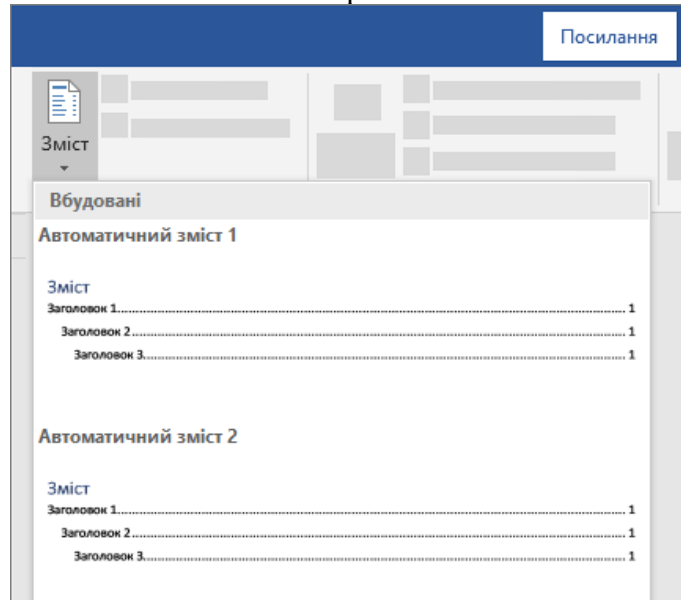 Посилання
Зміст
Вбудовані
Автоматичний зміст 1
Зміст
Заголовок 1 1
Заголовок 2 1
Заголовок 3 1
Автоматичний зміст 2
Зміст
Заголовок 1 1
Заголовок 2 1
Заголовок 3 1